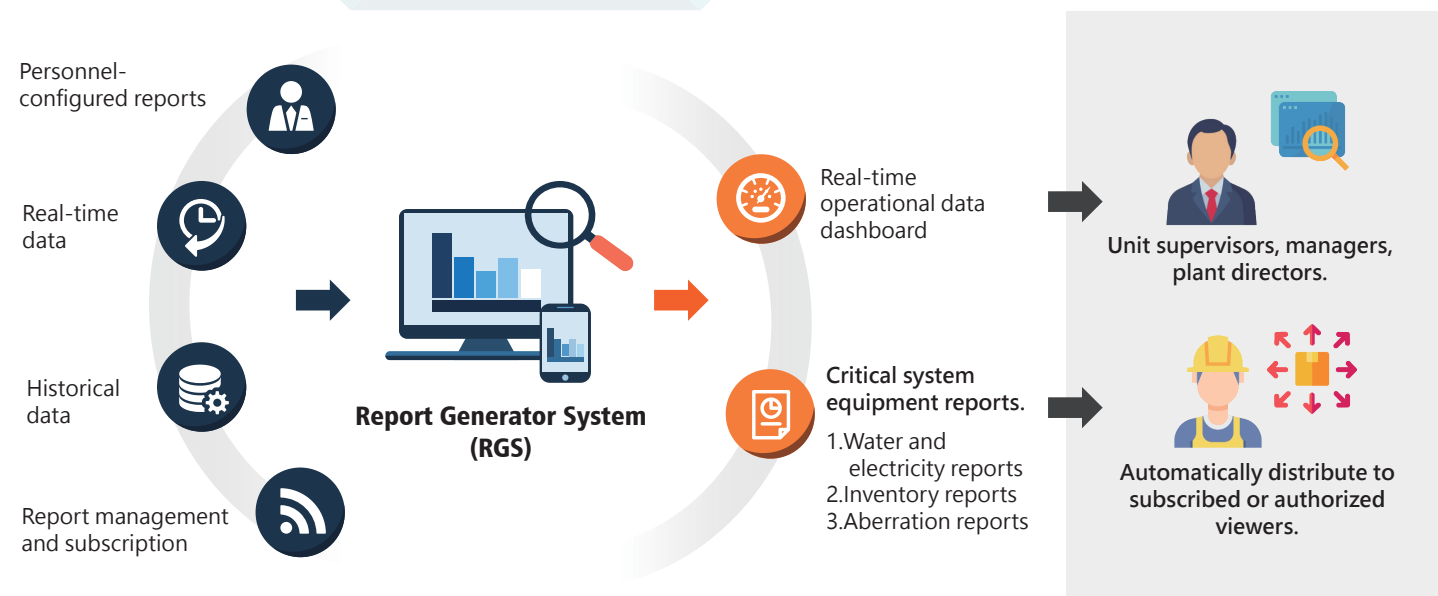 Personnel-
configured reports
Real-time
data
Historical
data
Report management
and subscription
Report Generator System
(RGS)
Real-time
operational data
dashboard
Critical system
equipment reports.
1.Water and
electricity reports
2.Inventory reports
3.Aberration reports
Unit supervisors, managers,
plant directors.
Automatically distribute to
subscribed or authorized
viewers.